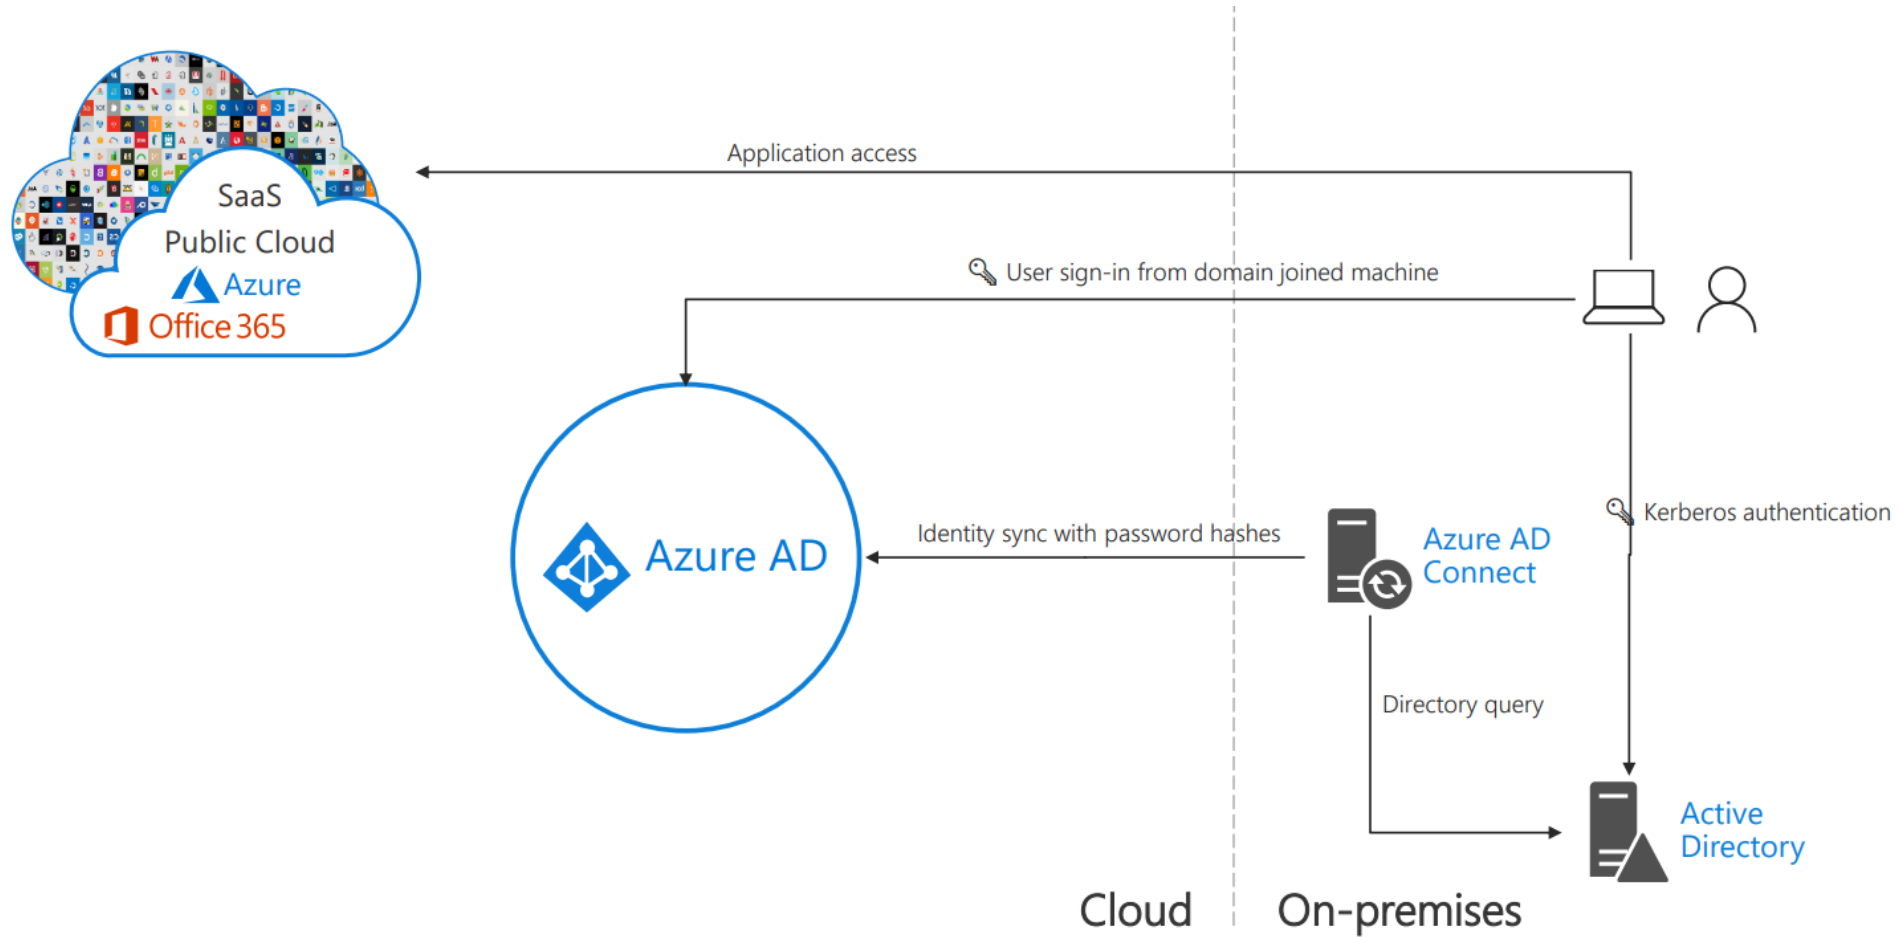 Application access
SaaS
Public Cloud
Azure
Office 365
User sign-in from domain joined machine
Kerberos authentication
Identity sync with password hashes
Azure AD
Connect
Azure AD
Directory query
Active
Directory
Cloud
On-premises